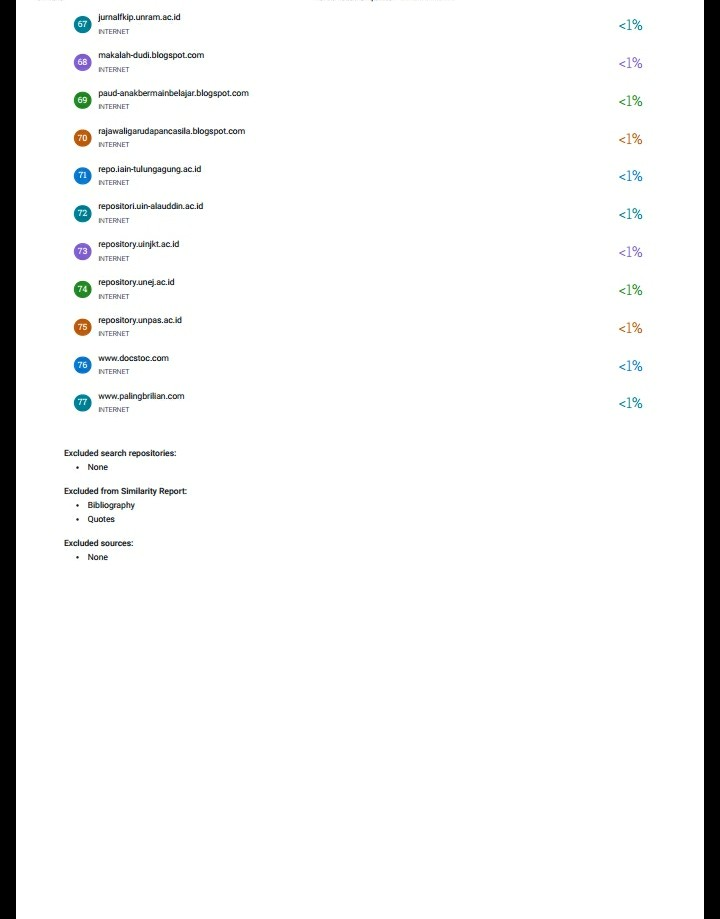 67 jurnalfkip.unram.ac.id <1%
INTERNET
68 makalah-dudi.blogspot.com <1%
INTERNET
69 paud-anakbermainbelajar.blogspot.com <1%
INTERNET
70 rajawaligarudapancasila.blogspot.com <1%
INTERNET
71 repo.iain-tulungagung.ac.id <1%
INTERNET
72 repositori.uin-alauddin.ac.id <1%
INTERNET
73 repository.uinjkt.ac.id <1%
INTERNET
74 repository.unej.ac.id <1%
INTERNET
75 repository.unpas.ac.id <1%
INTERNET
76 www.docstoc.com <1%
INTERNET
77 www.palingbrilian.com <1%
INTERNET
Excluded search repositories:
• None
Excluded from Similarity Report:
• Bibliography
• Quotes
Excluded sources:
• None